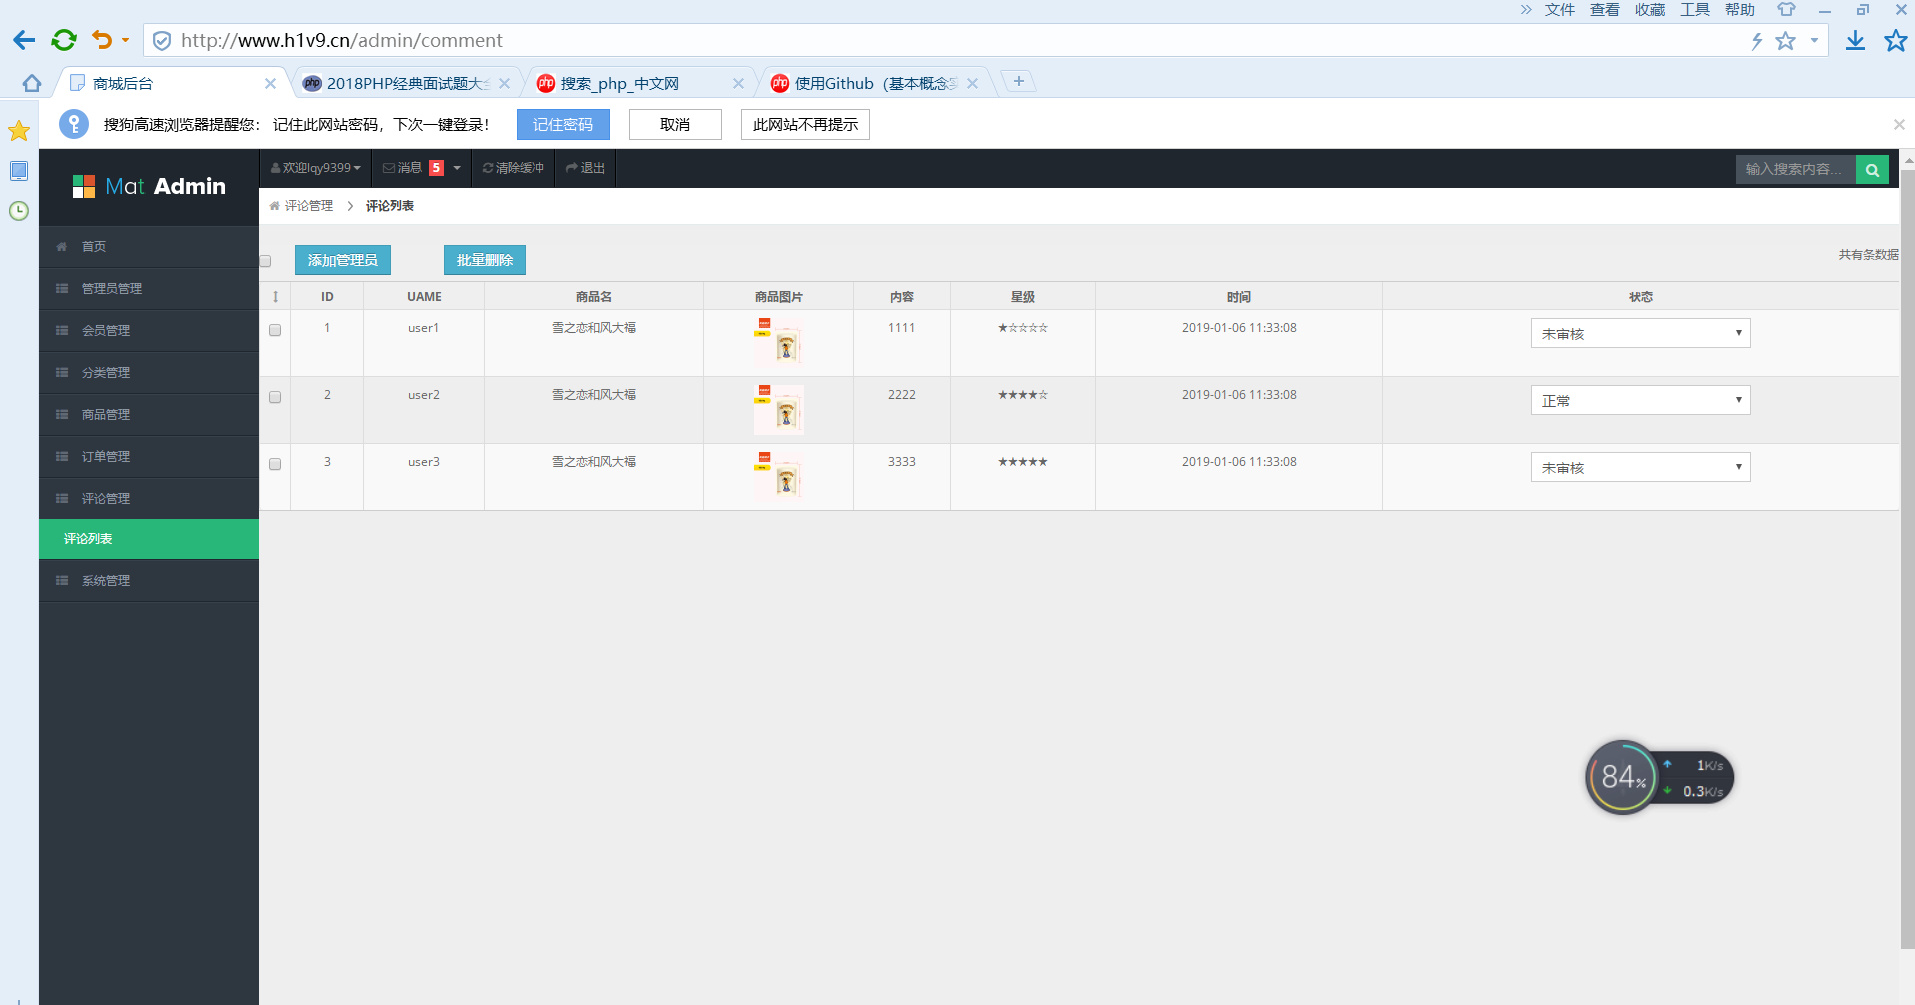 文件 查看 收藏 工具 帮助
http://www.h1v9.cn/admin/comment
商城后台
2018PHP经典面试题大全
搜索_php_中文网
使用Github（基本概念实
搜狗高速浏览器提醒您： 记住此网站密码，下次一键登录！ 记住密码 取消 此网站不再提示
Mat Admin
欢迎lqy9399 消息 5 清除缓冲 退出 输入搜索内容...
评论管理 > 评论列表
首页
管理员管理
会员管理
分类管理
商品管理
订单管理
评论管理
评论列表
系统管理
添加管理员 批量删除 共有条数据
ID UAME 商品名 商品图片 内容 星级 时间 状态
1 user1 雪之恋和风大福 1111 ★☆☆☆☆ 2019-01-06 11:33:08 未审核
2 user2 雪之恋和风大福 2222 ★★★★☆ 2019-01-06 11:33:08 正常
3 user3 雪之恋和风大福 3333 ★★★★★ 2019-01-06 11:33:08 未审核
84% 1K/s
0.3K/s